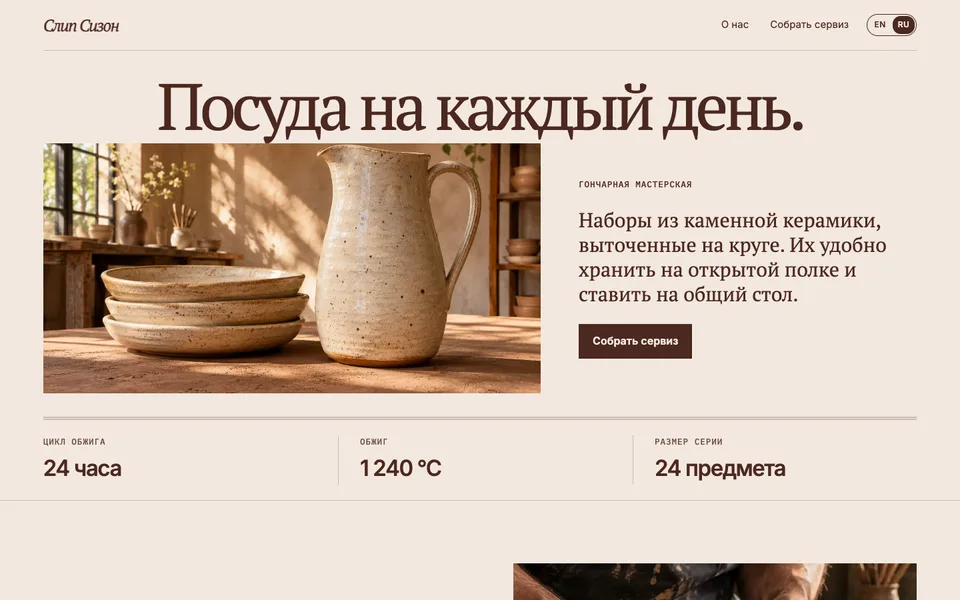 Слип Сизон
О нас
Собрать сервиз
EN
RU
Посуда на каждый день.
ГОНЧАРНАЯ МАСТЕРСКАЯ
Наборы из каменной керамики,
выточенные на круге. Их удобно
хранить на открытой полке и
ставить на общий стол.
Собрать сервиз
ЦИКЛ ОБЖИГА
24 часа
ОБЖИГ
1 240 °C
РАЗМЕР СЕРИИ
24 предмета